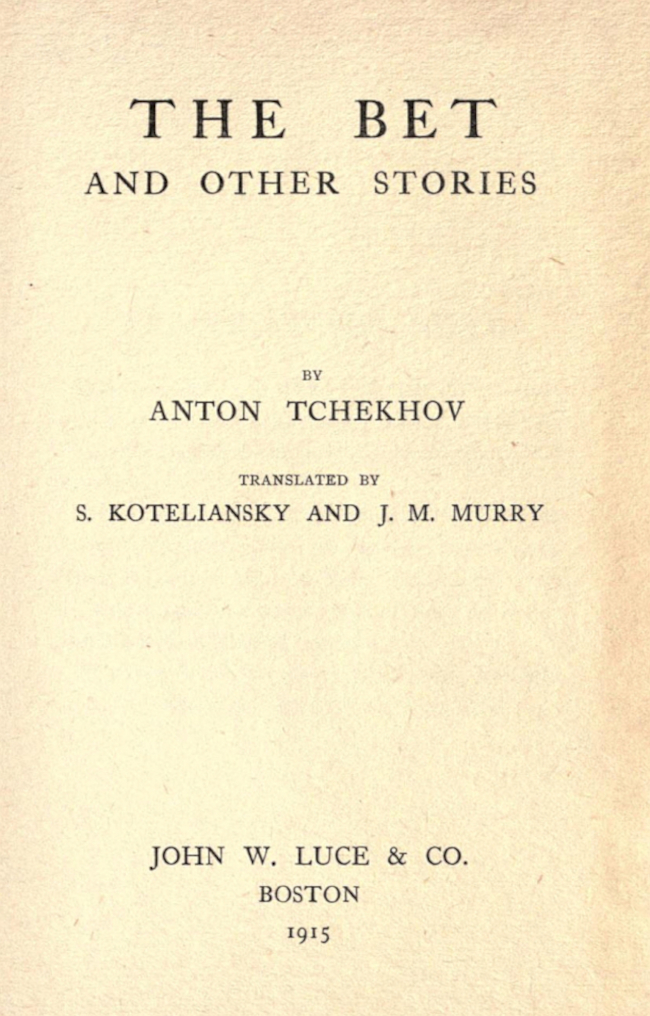 THE BET
AND OTHER STORIES
BY
ANTON TCHEKHOV
TRANSLATED BY
S. KOTELIANSKY AND J. M. MURRY
JOHN W. LUCE & CO.
BOSTON
1915